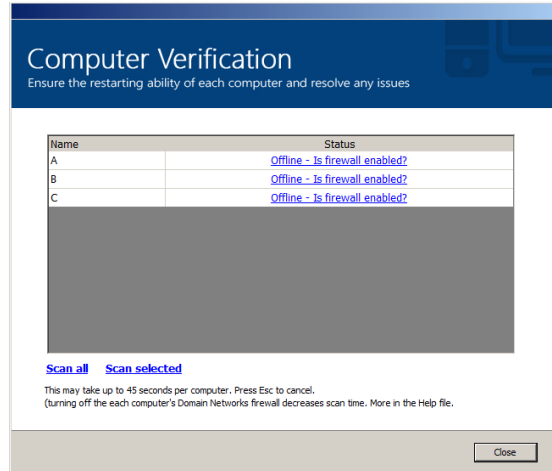 Computer Verification
Ensure the restarting ability of each computer and resolve any issues
Name Status
A Offline - Is firewall enabled?
B Offline - Is firewall enabled?
C Offline - Is firewall enabled?
Scan all Scan selected
This may take up to 45 seconds per computer. Press Esc to cancel.
(turning off the each computer's Domain Networks firewall decreases scan time. More in the Help file.
Close